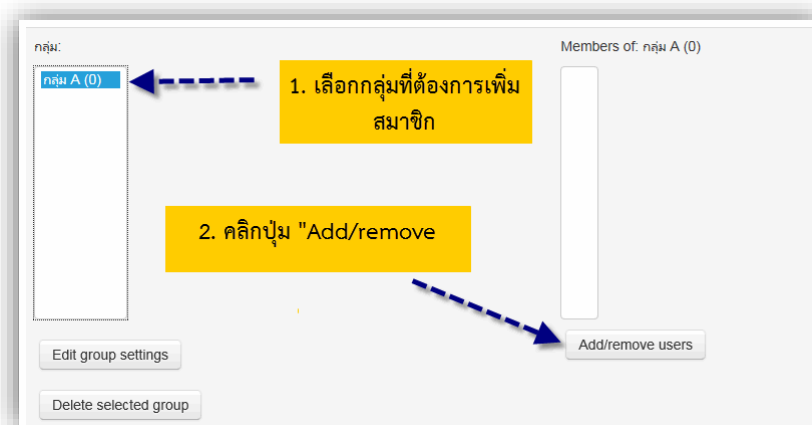 กลุ่ม:
Members of: กลุ่ม A (0)
กลุ่ม A (0)
1. เลือกกลุ่มที่ต้องการเพิ่ม
สมาชิก
2. คลิกปุ่ม "Add/remove
Add/remove users
Edit group settings
Delete selected group